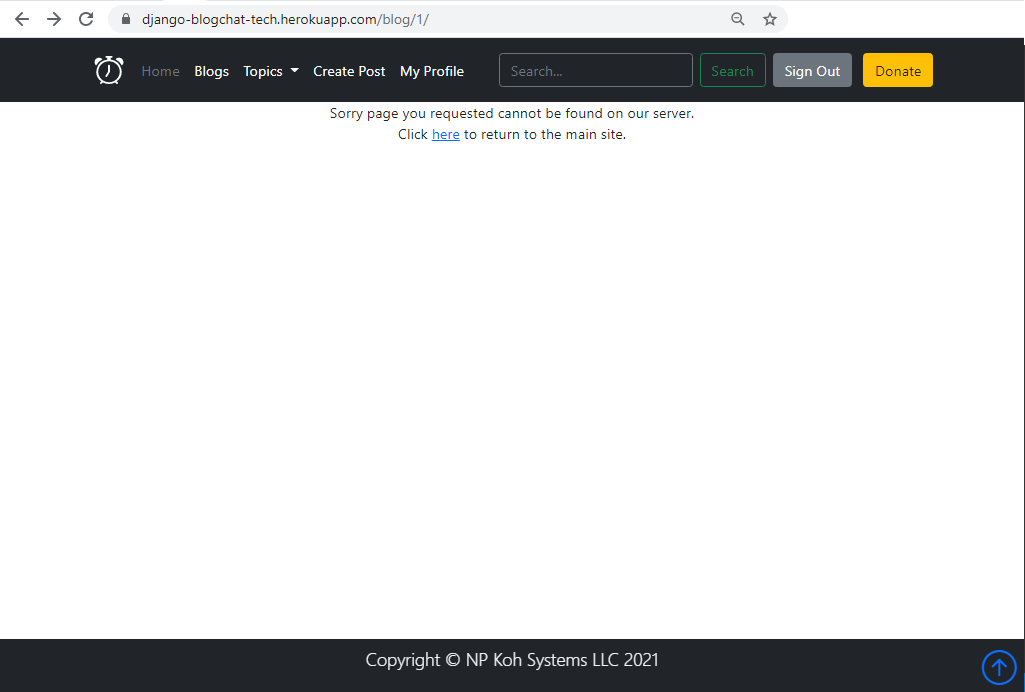 django-blogchat-tech.herokuapp.com/blog/1/
Home Blogs Topics Create Post My Profile Search... Search Sign Out Donate
Sorry page you requested cannot be found on our server.
Click here to return to the main site.
Copyright © NP Koh Systems LLC 2021